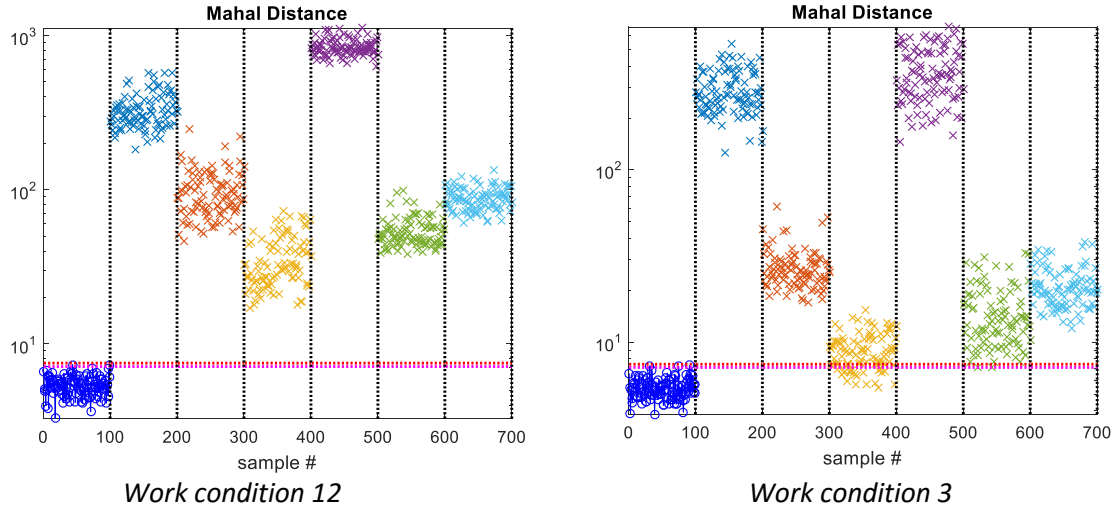 Mahal Distance
10³
10²
10¹
0 100 200 300 400 500 600 700
sample #
Work condition 12
Mahal Distance
10²
10¹
0 100 200 300 400 500 600 700
sample #
Work condition 3